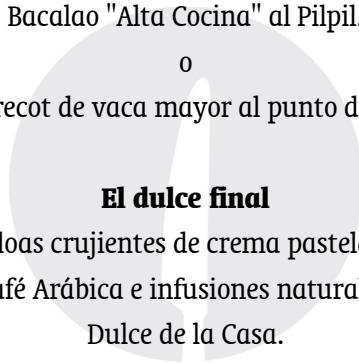 Bacalao "Alta Cocina" al Pilpil.
o
recot de vaca mayor al punto d
El dulce final
loas crujientes de crema pastel
afé Arábica e infusiones natura
Dulce de la Casa.